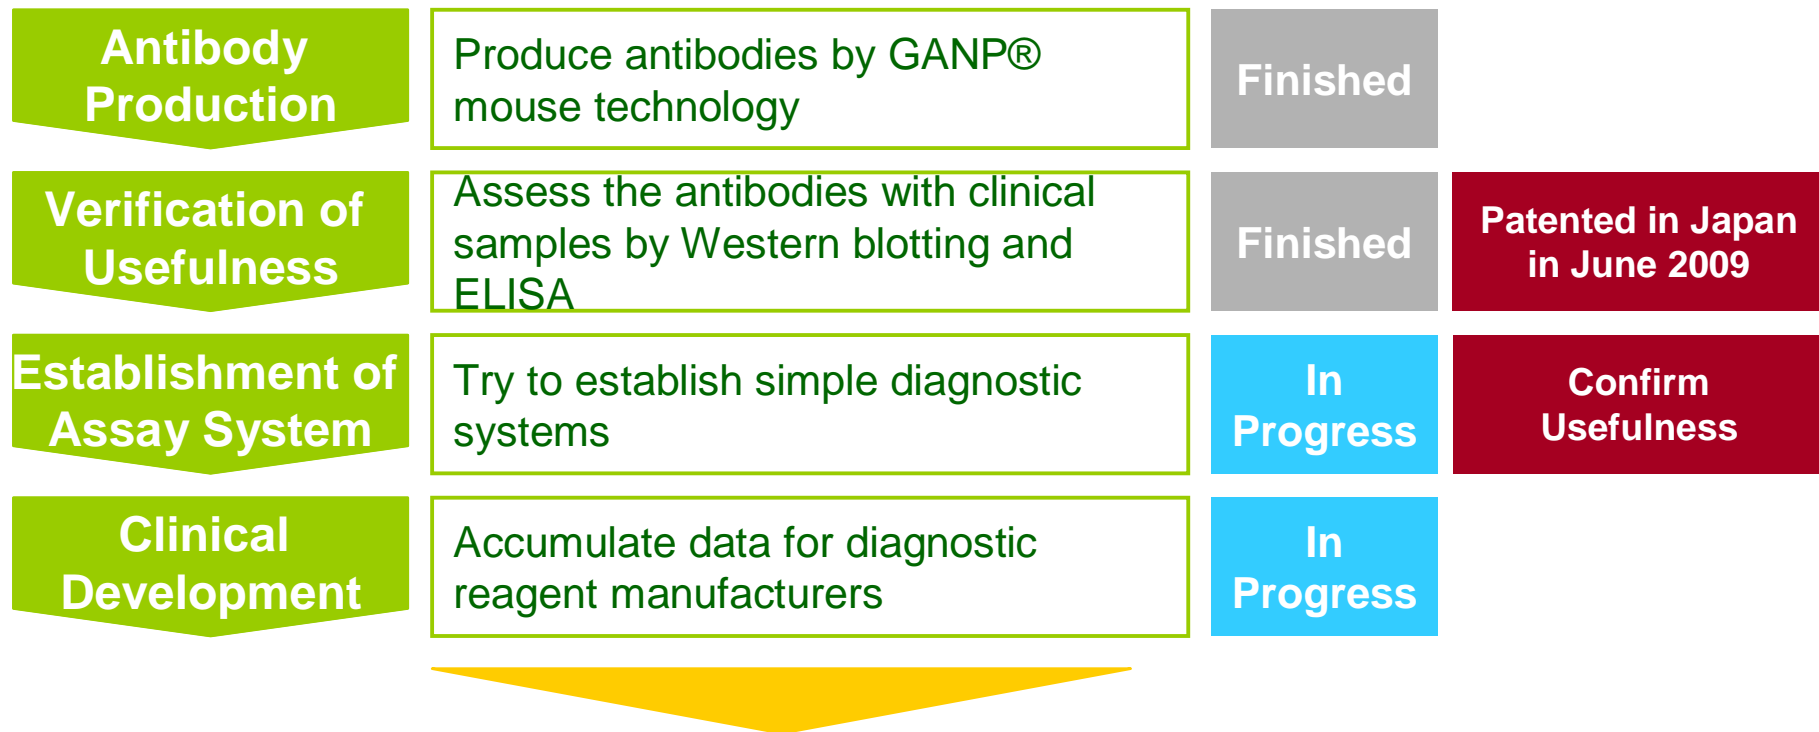 Antibody
Production
Produce antibodies by GANP®
mouse technology
Finished
Verification of
Usefulness
Assess the antibodies with clinical
samples by Western blotting and
ELISA
Finished
Patented in Japan
in June 2009
Establishment of
Assay System
Try to establish simple diagnostic
systems
In
Progress
Confirm
Usefulness
Clinical
Development
Accumulate data for diagnostic
reagent manufacturers
In
Progress